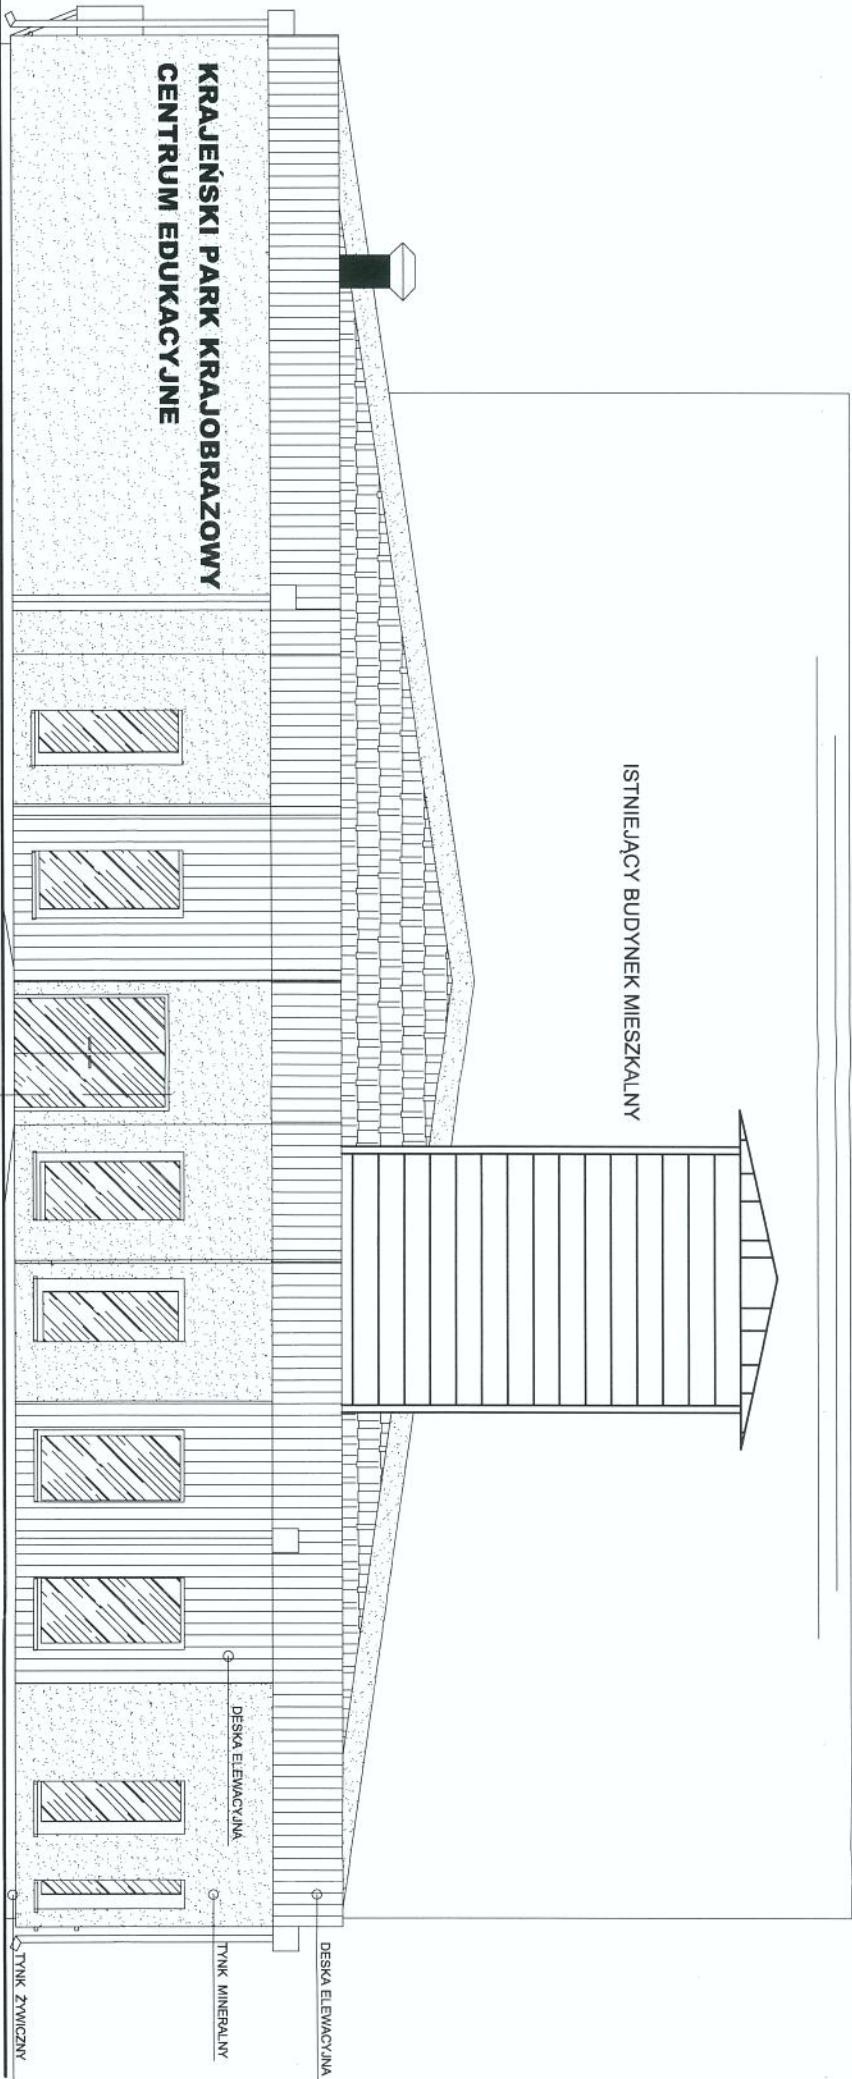 KRAJEŃSKI PARK KRAJOBRAZOWY
CENTRUM EDUKACYJNE
ISTNIEJĄCY BUDYNEK MIESZKALNY
DESKA ELEWACYJNA
DESKA ELEWACYJNA
TYNK MINERALNY
TYNK ŻYWICZNY